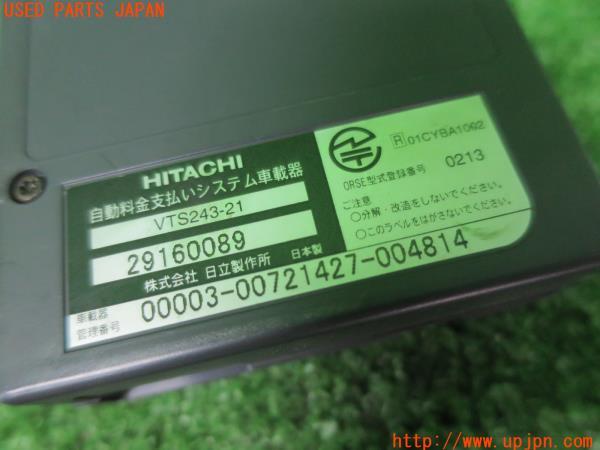 USED PARTS JAPAN
HITACHI
自動料金支払いシステム車載器
VTS243-21
29160089
株式会社 日立製作所 日本製
R 01CYBA1092
ORSE型式登録番号 0213
ご注意
○分解・改造をしないでください。
○このラベルをはがさないでください。
車載器
管理番号 00003-00721427-004814
http://www.upjpn.com